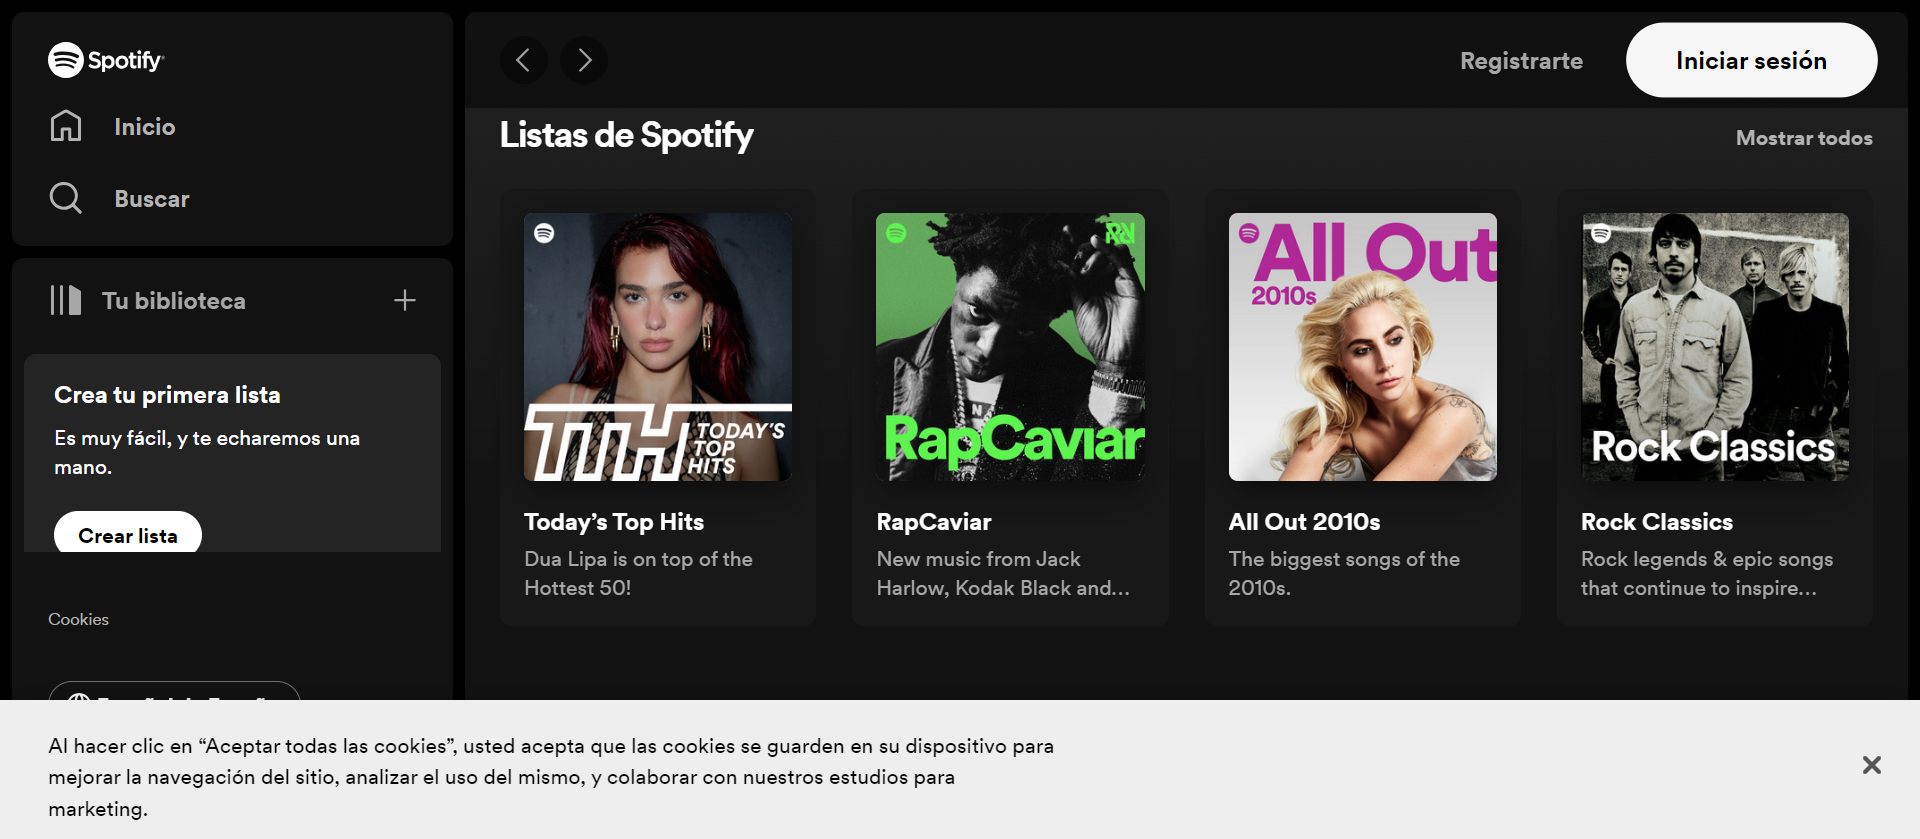 Spotify
Inicio
Buscar
Tu biblioteca
Crea tu primera lista
Es muy fácil, y te echaremos una
mano.
Crear lista
Cookies
Registrarte
Iniciar sesión
Listas de Spotify
Mostrar todos
TTH TODAY'S
TOP
HITS
Today’s Top Hits
Dua Lipa is on top of the
Hottest 50!
RapCaviar
RapCaviar
New music from Jack
Harlow, Kodak Black and…
All Out
2010s
All Out 2010s
The biggest songs of the
2010s.
Rock Classics
Rock Classics
Rock legends & epic songs
that continue to inspire…
Al hacer clic en “Aceptar todas las cookies”, usted acepta que las cookies se guarden en su dispositivo para
mejorar la navegación del sitio, analizar el uso del mismo, y colaborar con nuestros estudios para
marketing.